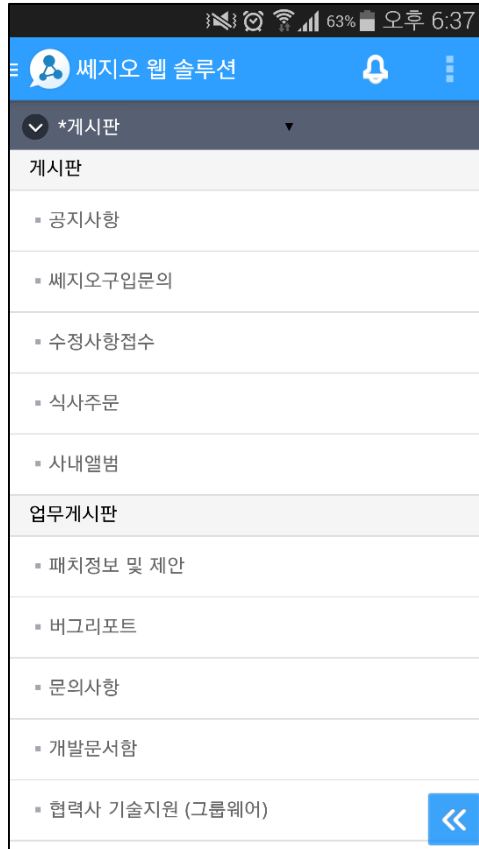 63% 오후 6:37
쎄지오 웹 솔루션
*게시판
게시판
공지사항
쎄지오구입문의
수정사항접수
식사주문
사내앨범
업무게시판
패치정보 및 제안
버그리포트
문의사항
개발문서함
협력사 기술지원 (그룹웨어)